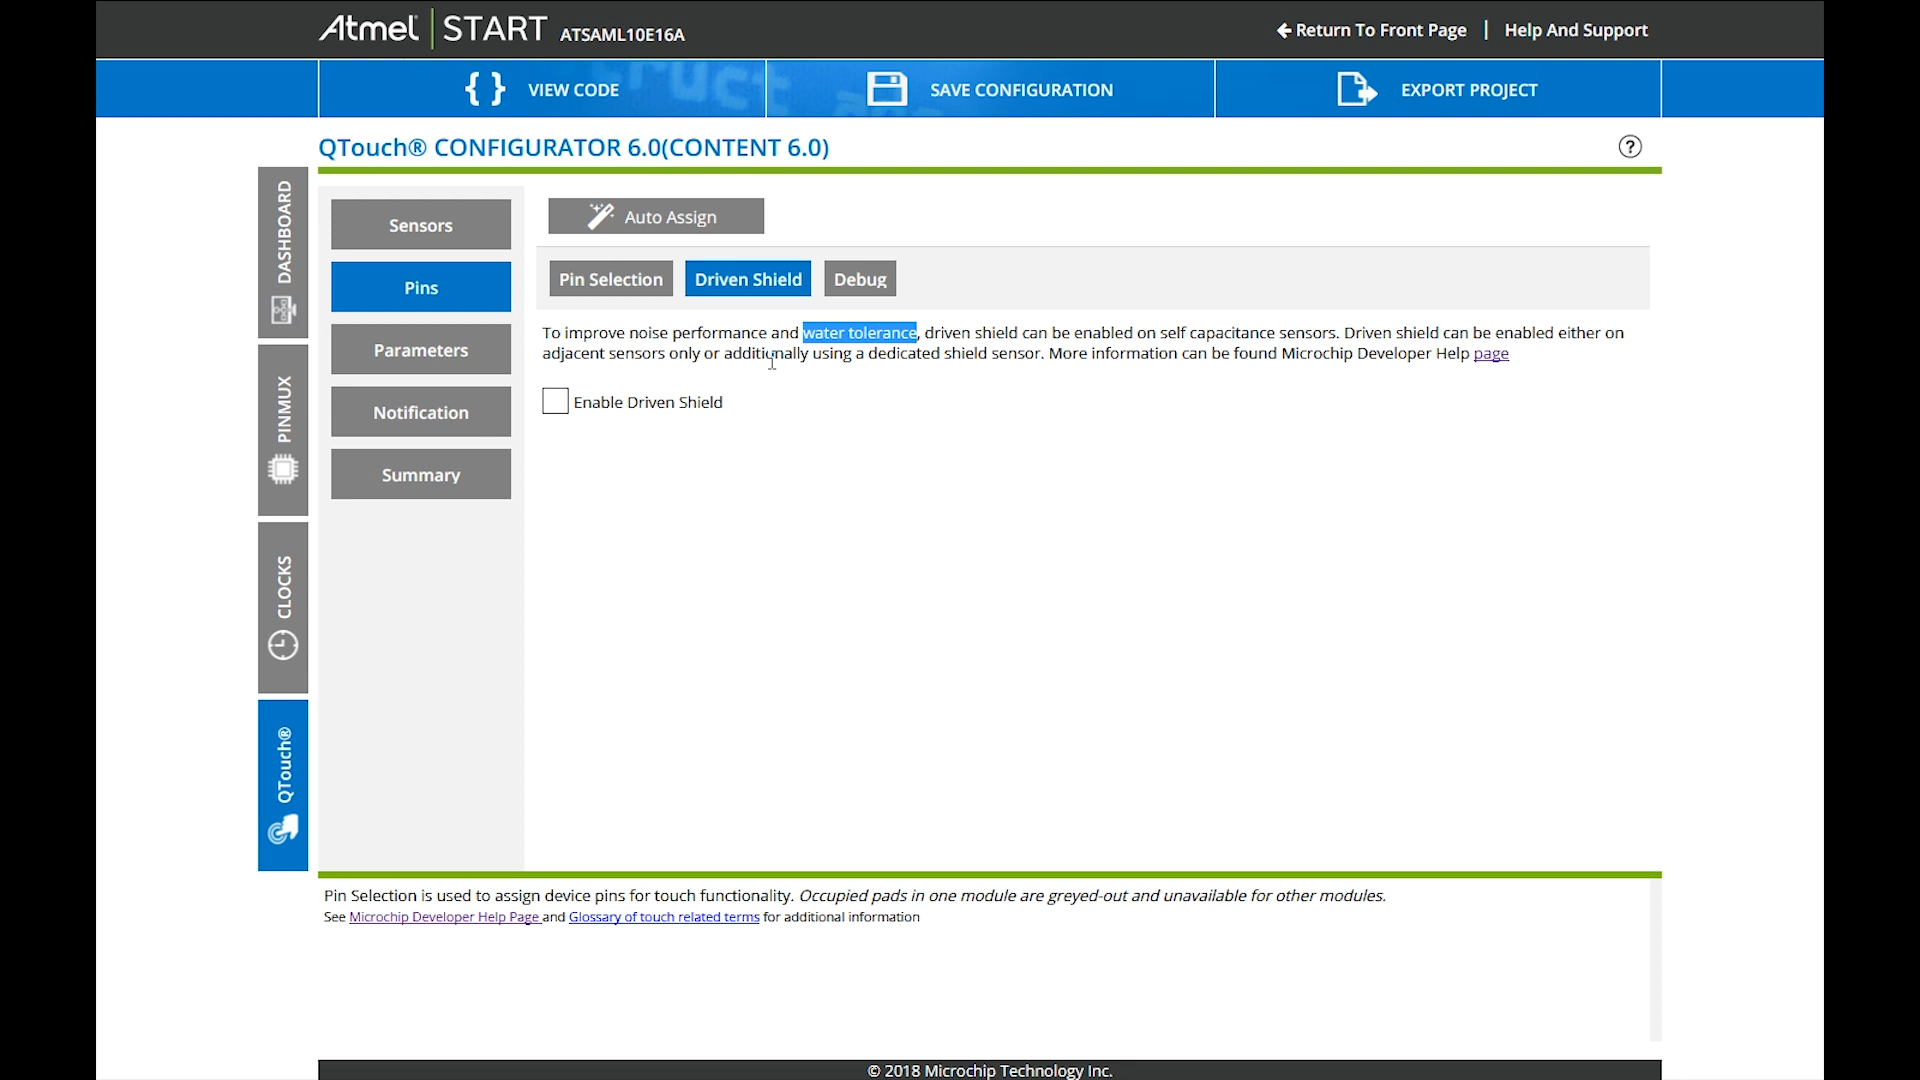 Atmel START ATSAML10E16A
Return To Front Page | Help And Support
{ } VIEW CODE
SAVE CONFIGURATION
EXPORT PROJECT
QTouch® CONFIGURATOR 6.0(CONTENT 6.0)
?
DASHBOARD
PINMUX
CLOCKS
QTouch®
Sensors
Pins
Parameters
Notification
Summary
Auto Assign
Pin Selection
Driven Shield
Debug
To improve noise performance and water tolerance, driven shield can be enabled on self capacitance sensors. Driven shield can be enabled either on
adjacent sensors only or additionally using a dedicated shield sensor. More information can be found Microchip Developer Help page
Enable Driven Shield
Pin Selection is used to assign device pins for touch functionality. Occupied pads in one module are greyed-out and unavailable for other modules.
See Microchip Developer Help Page and Glossary of touch related terms for additional information
© 2018 Microchip Technology Inc.